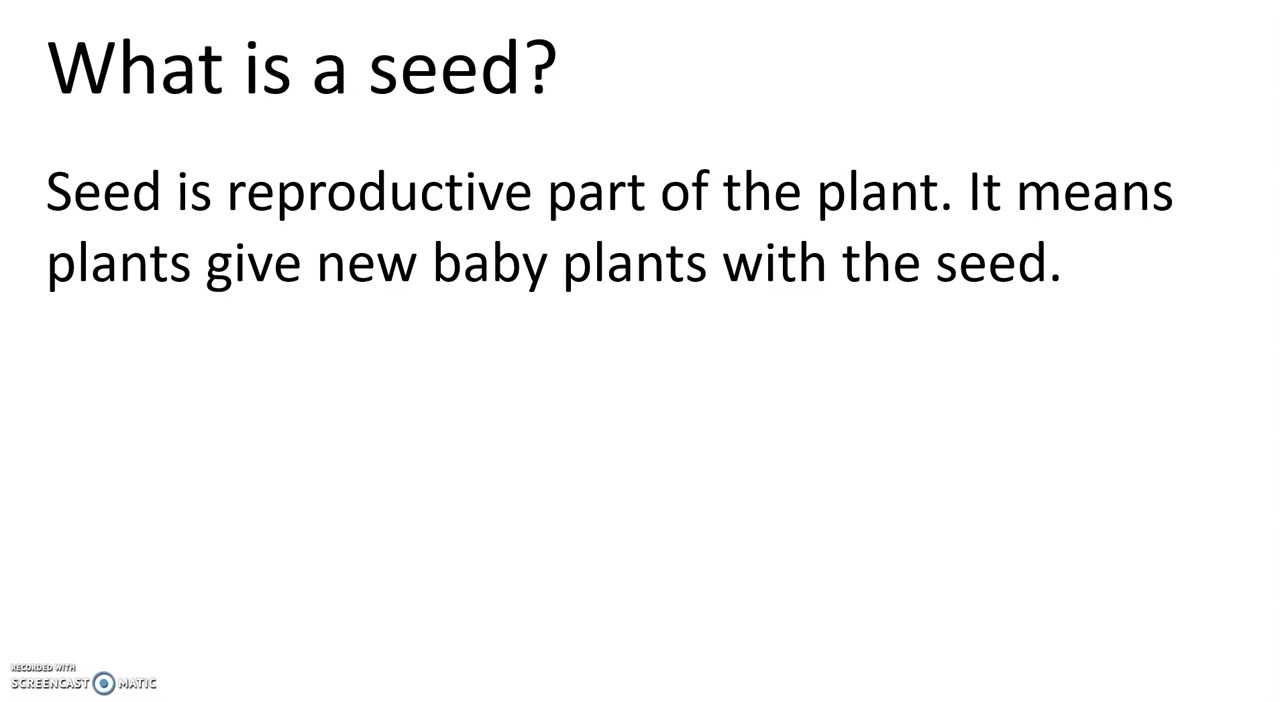 What is a seed?
Seed is reproductive part of the plant. It means
plants give new baby plants with the seed.
RECORDED WITH
SCREENCAST MATIC